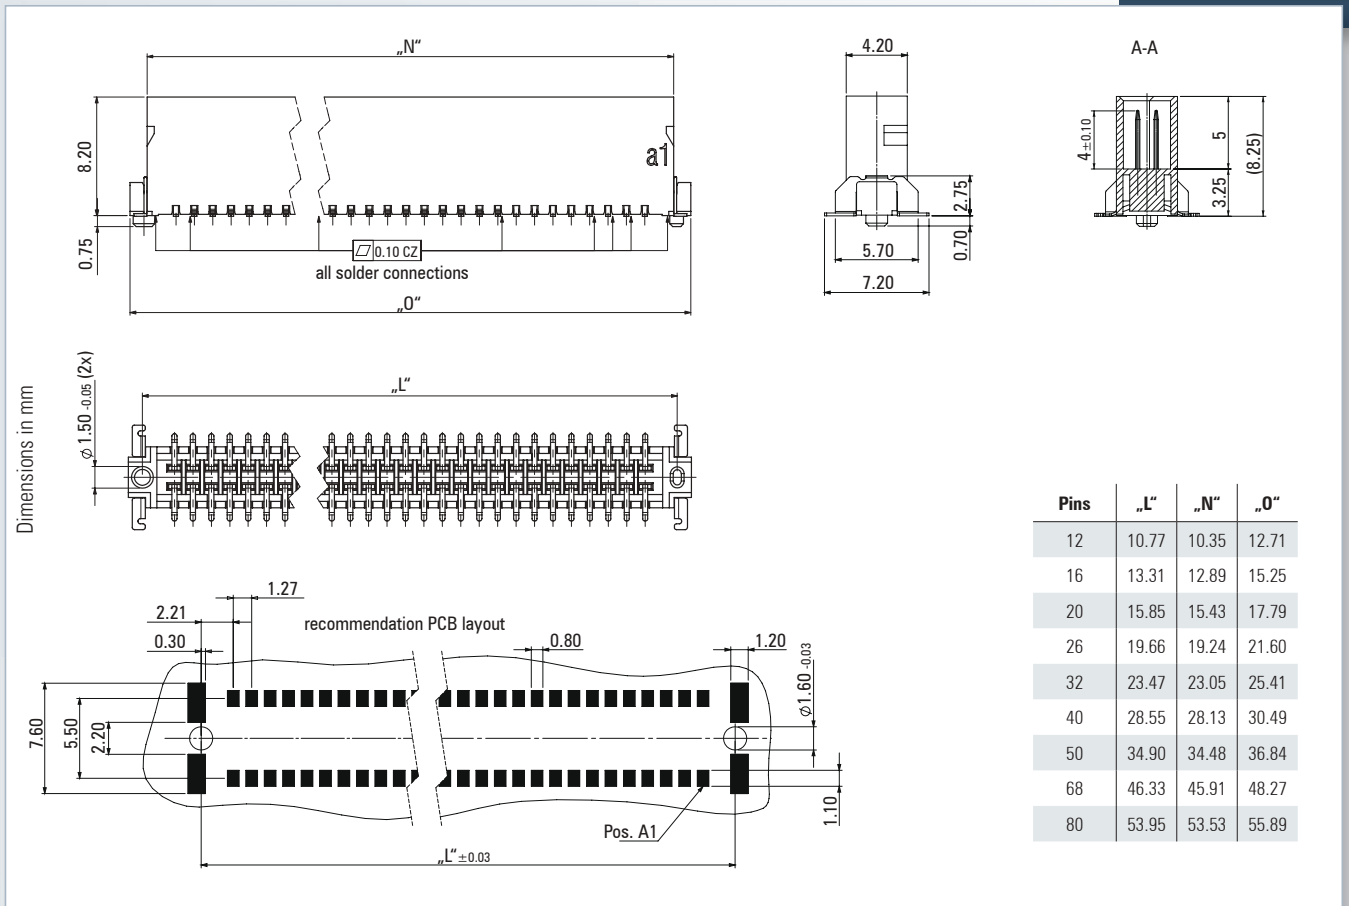 „N“
4.20
A-A
8.20
a1
4±0.10
5
(8.25)
3.25
2.75
0.75
0.70
0.10 CZ
all solder connections
5.70
7.20
„O“
Dimensions in mm
Ø 1.50 -0.05 (2x)
„L“
Pins „L“ „N“ „O“
12 10.77 10.35 12.71
16 13.31 12.89 15.25
20 15.85 15.43 17.79
26 19.66 19.24 21.60
32 23.47 23.05 25.41
40 28.55 28.13 30.49
50 34.90 34.48 36.84
68 46.33 45.91 48.27
80 53.95 53.53 55.89
1.27
2.21
recommendation PCB layout
0.30
0.80
1.20
Ø 1.60 -0.03
7.60
5.50
2.20
1.10
Pos. A1
„L“ ±0.03